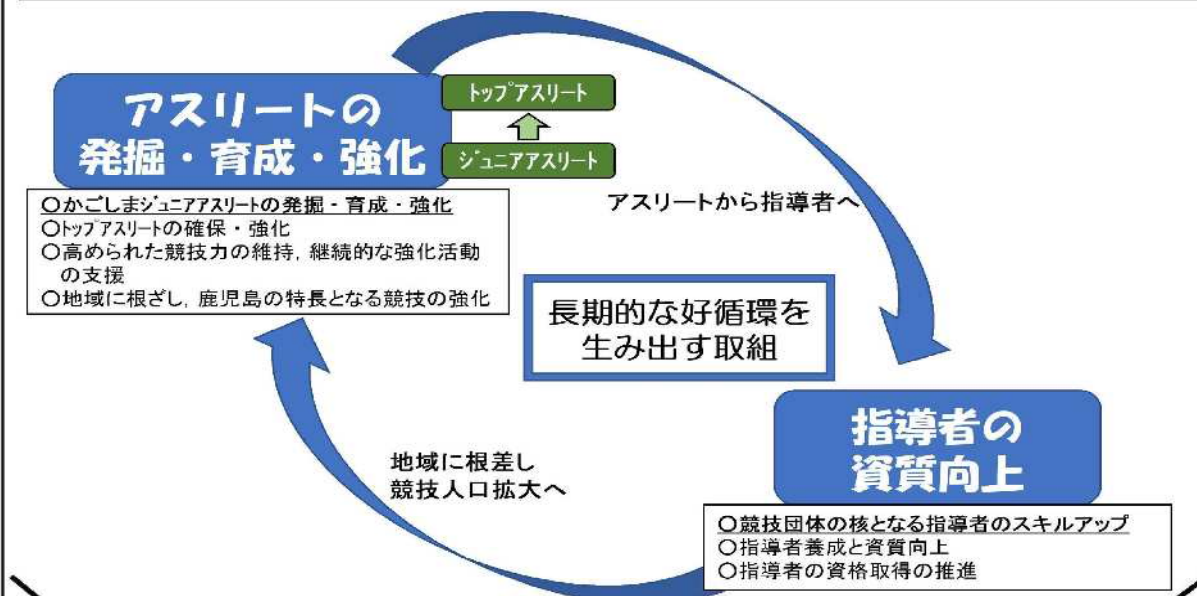 アスリートの
発掘・育成・強化
トップアスリート
ジュニアアスリート
〇かごしまジュニアアスリートの発掘・育成・強化
〇トップアスリートの確保・強化
〇高められた競技力の維持，継続的な強化活動
の支援
〇地域に根ざし，鹿児島の特長となる競技の強化
アスリートから指導者へ
長期的な好循環を
生み出す取組
地域に根差し
競技人口拡大へ
指導者の
資質向上
〇競技団体の核となる指導者のスキルアップ
〇指導者養成と資質向上
〇指導者の資格取得の推進